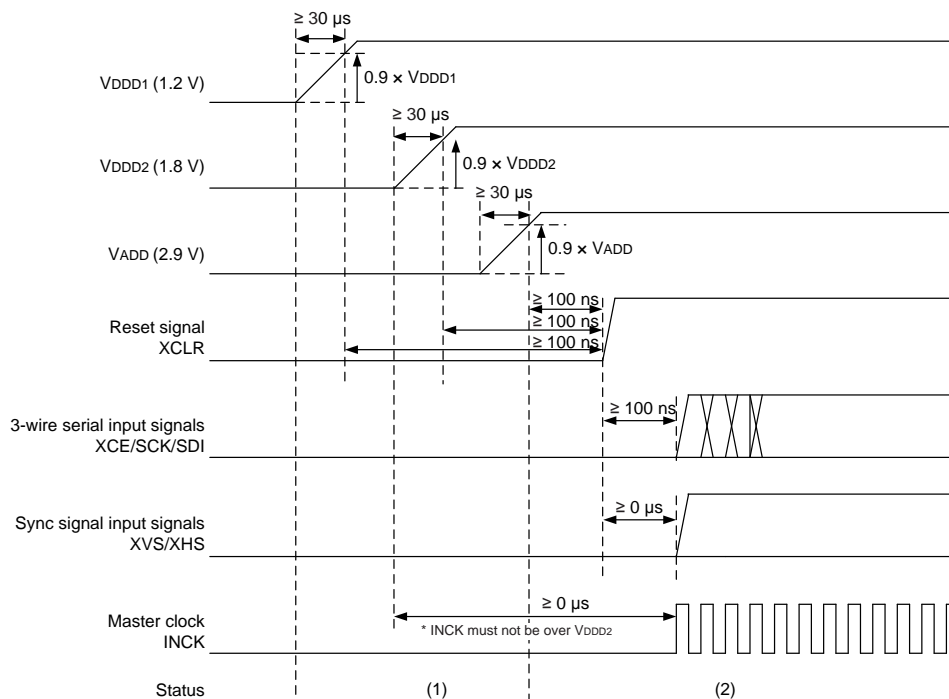 ≥ 30 µs
VDDD1 (1.2 V)
0.9 × VDDD1
≥ 30 µs
VDDD2 (1.8 V)
0.9 × VDDD2
≥ 30 µs
VADD (2.9 V)
0.9 × VADD
≥ 100 ns
≥ 100 ns
≥ 100 ns
Reset signal
XCLR
≥ 100 ns
3-wire serial input signals
XCE/SCK/SDI
≥ 0 µs
Sync signal input signals
XVS/XHS
≥ 0 µs
* INCK must not be over VDDD2
Master clock
INCK
Status (1) (2)